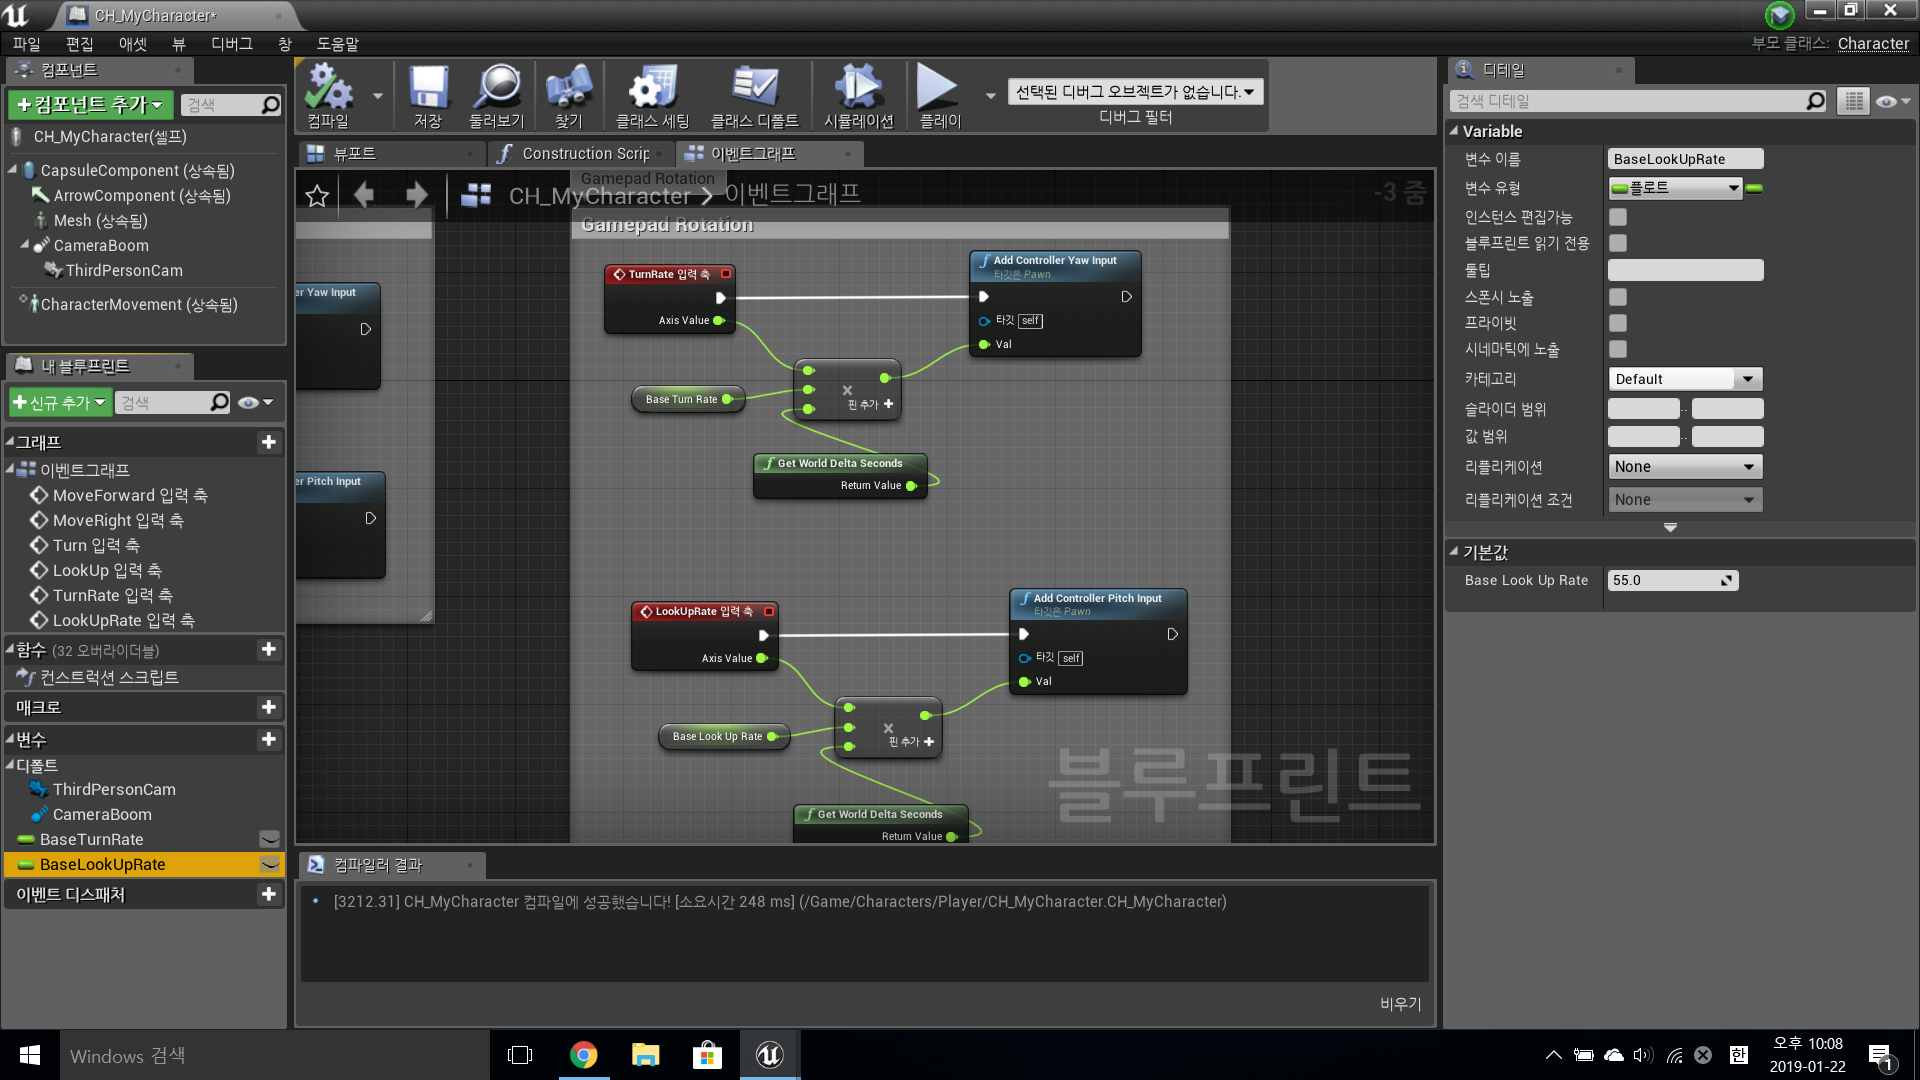 CH_MyCharacter*
파일 편집 애셋 뷰 디버그 창 도움말
부모 클래스: Character
컴포넌트
+컴포넌트 추가
검색
CH_MyCharacter(셀프)
CapsuleComponent (상속됨)
ArrowComponent (상속됨)
Mesh (상속됨)
CameraBoom
ThirdPersonCam
CharacterMovement (상속됨)
내 블루프린트
+신규 추가
검색
그래프
이벤트그래프
MoveForward 입력 축
MoveRight 입력 축
Turn 입력 축
LookUp 입력 축
TurnRate 입력 축
LookUpRate 입력 축
함수 (32 오버라이더블)
컨스트럭션 스크립트
매크로
변수
디폴트
ThirdPersonCam
CameraBoom
BaseTurnRate
BaseLookUpRate
이벤트 디스패처
컴파일
저장
둘러보기
찾기
클래스 세팅
클래스 디폴트
시뮬레이션
플레이
선택된 디버그 오브젝트가 없습니다.
디버그 필터
뷰포트
Construction Scrip
이벤트그래프
Gamepad Rotation
CH_MyCharacter > 이벤트그래프
-3 줌
Gamepad Rotation
er Yaw Input
er Pitch Input
TurnRate 입력 축
Axis Value
Add Controller Yaw Input
타깃은 Pawn
타깃 self
Val
Base Turn Rate
핀 추가 +
Get World Delta Seconds
Return Value
LookUpRate 입력 축
Axis Value
Add Controller Pitch Input
타깃은 Pawn
타깃 self
Val
Base Look Up Rate
핀 추가 +
Get World Delta Seconds
Return Value
블루프린트
컴파일러 결과
[3212.31] CH_MyCharacter 컴파일에 성공했습니다! [소요시간 248 ms] (/Game/Characters/Player/CH_MyCharacter.CH_MyCharacter)
비우기
디테일
검색 디테일
Variable
변수 이름 BaseLookUpRate
변수 유형 플로트
인스턴스 편집가능
블루프린트 읽기 전용
툴팁
스폰시 노출
프라이빗
시네마틱에 노출
카테고리 Default
슬라이더 범위 ..
값 범위 ..
리플리케이션 None
리플리케이션 조건 None
기본값
Base Look Up Rate 55.0
Windows 검색
한
오후 10:08
2019-01-22
1